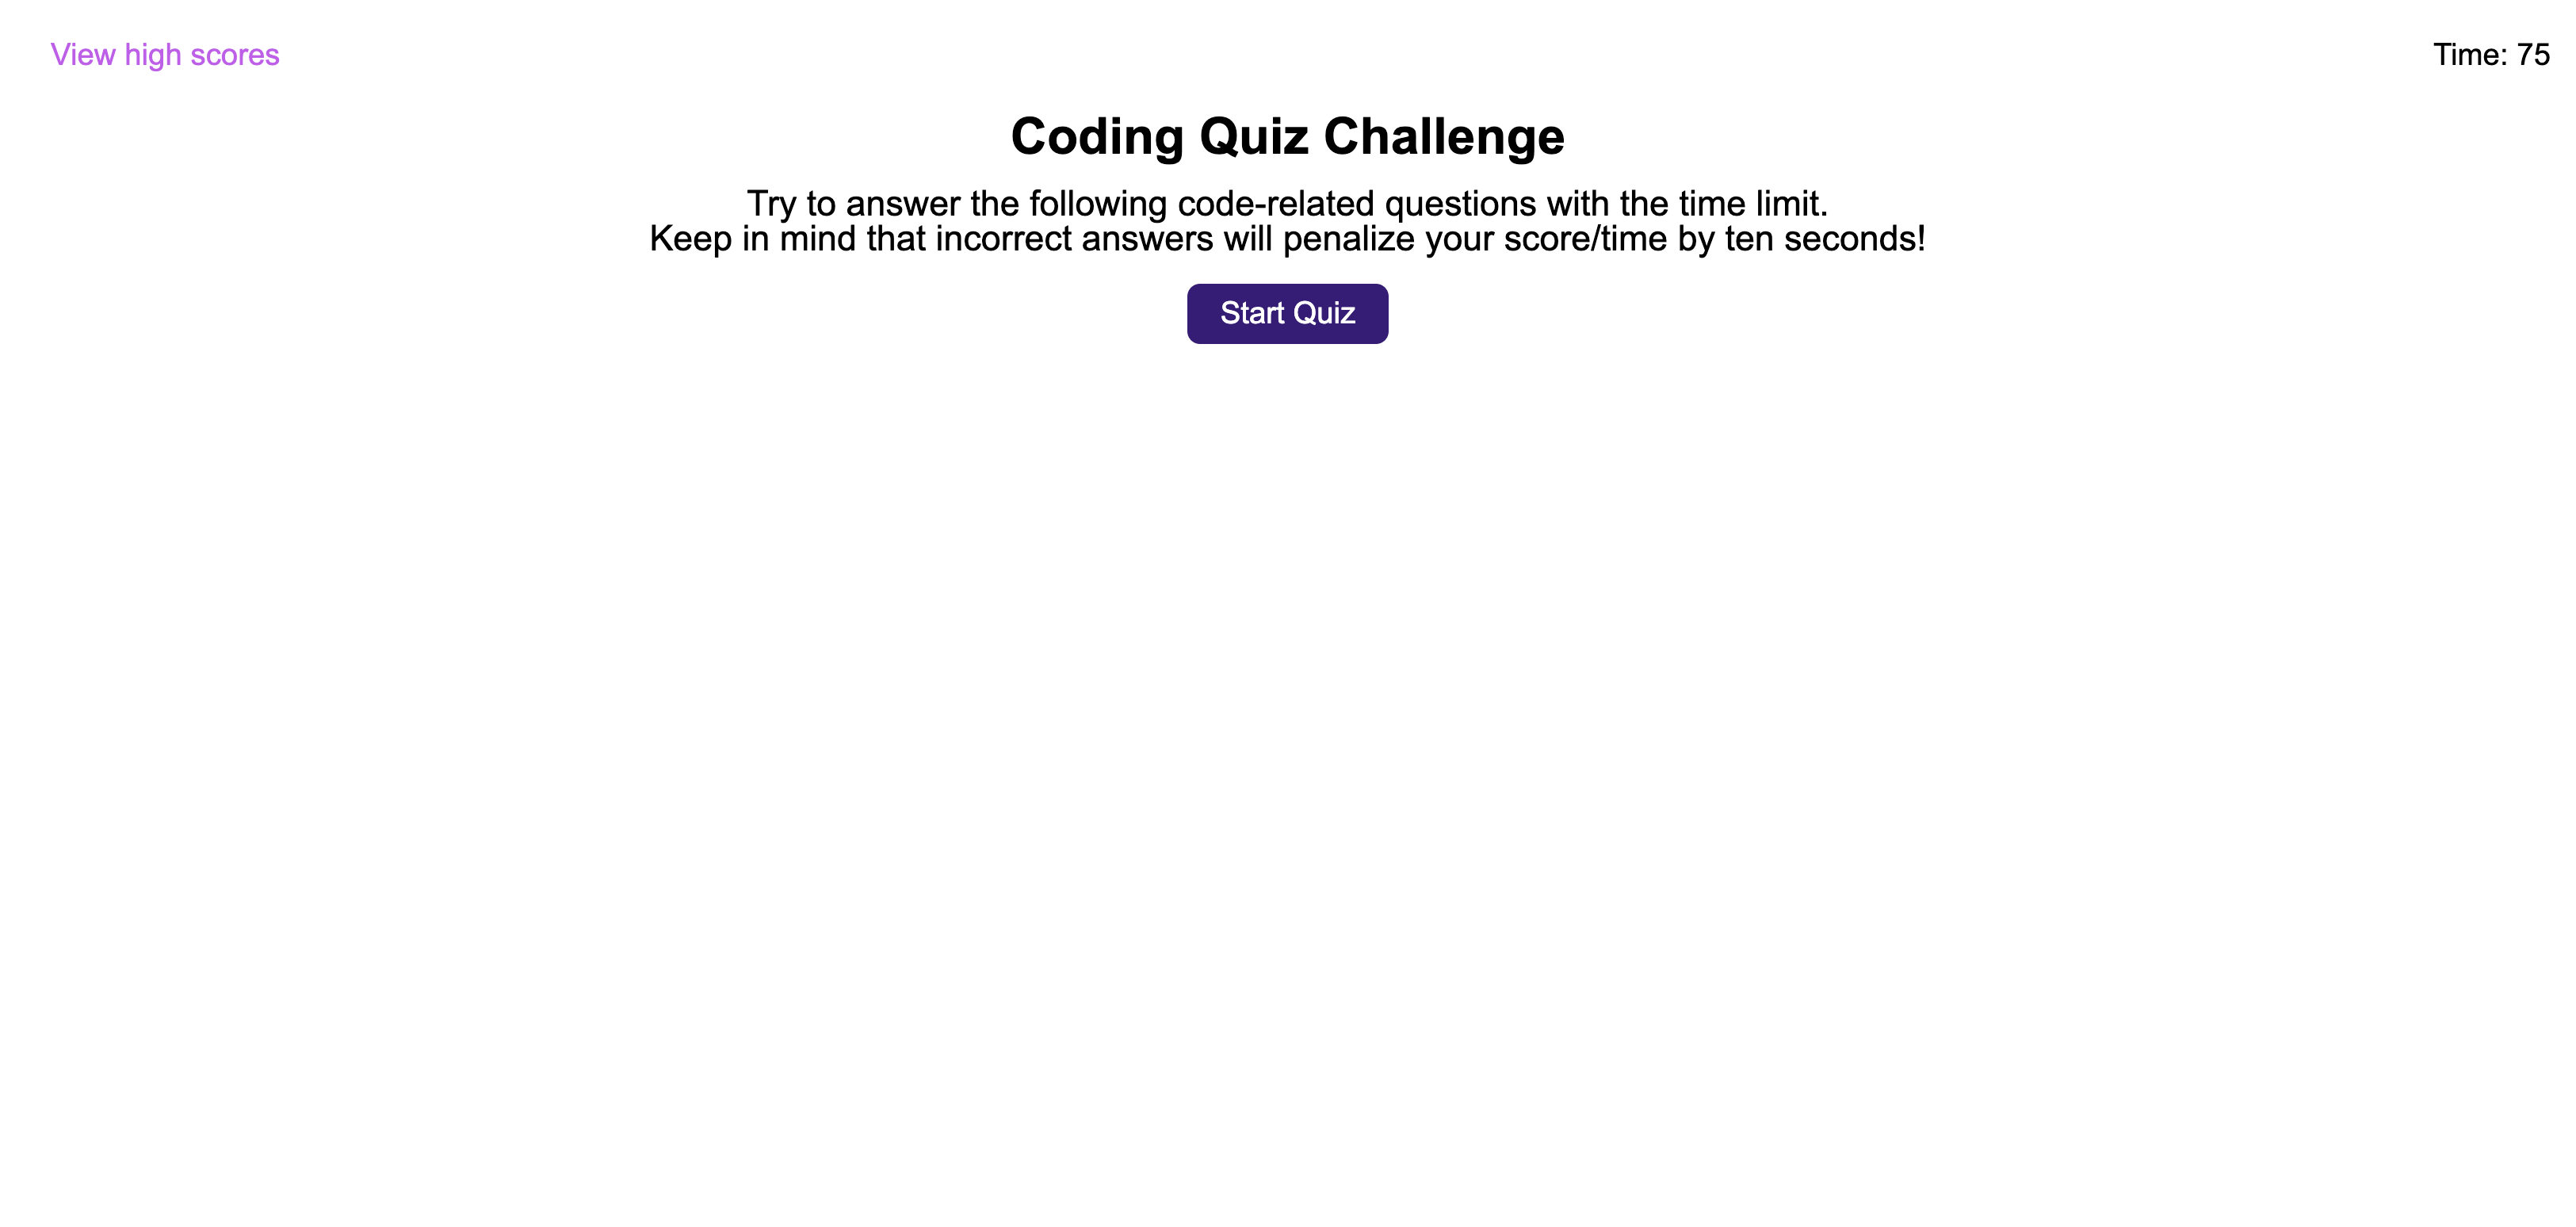 View high scores
Time: 75
Coding Quiz Challenge
Try to answer the following code-related questions with the time limit.
Keep in mind that incorrect answers will penalize your score/time by ten seconds!
Start Quiz